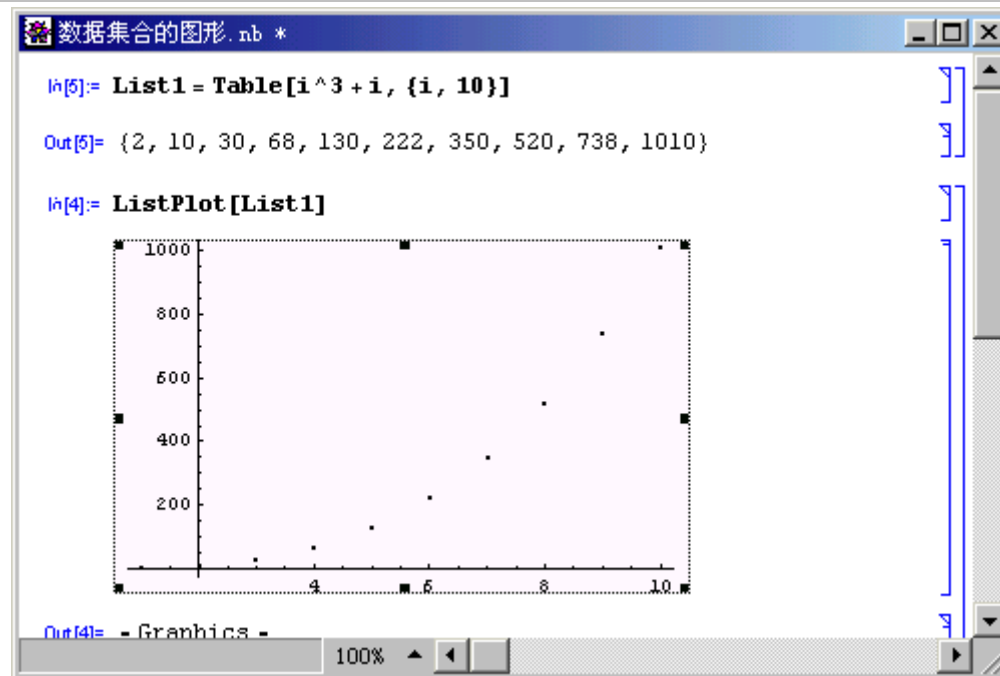 数据集合的图形.nb *
In[5]:= List1 = Table[i^3 + i, {i, 10}]
Out[5]= {2, 10, 30, 68, 130, 222, 350, 520, 738, 1010}
In[4]:= ListPlot[List1]
1000
800
600
400
200
4 6 8 10
Out[4]= - Graphics -
100%